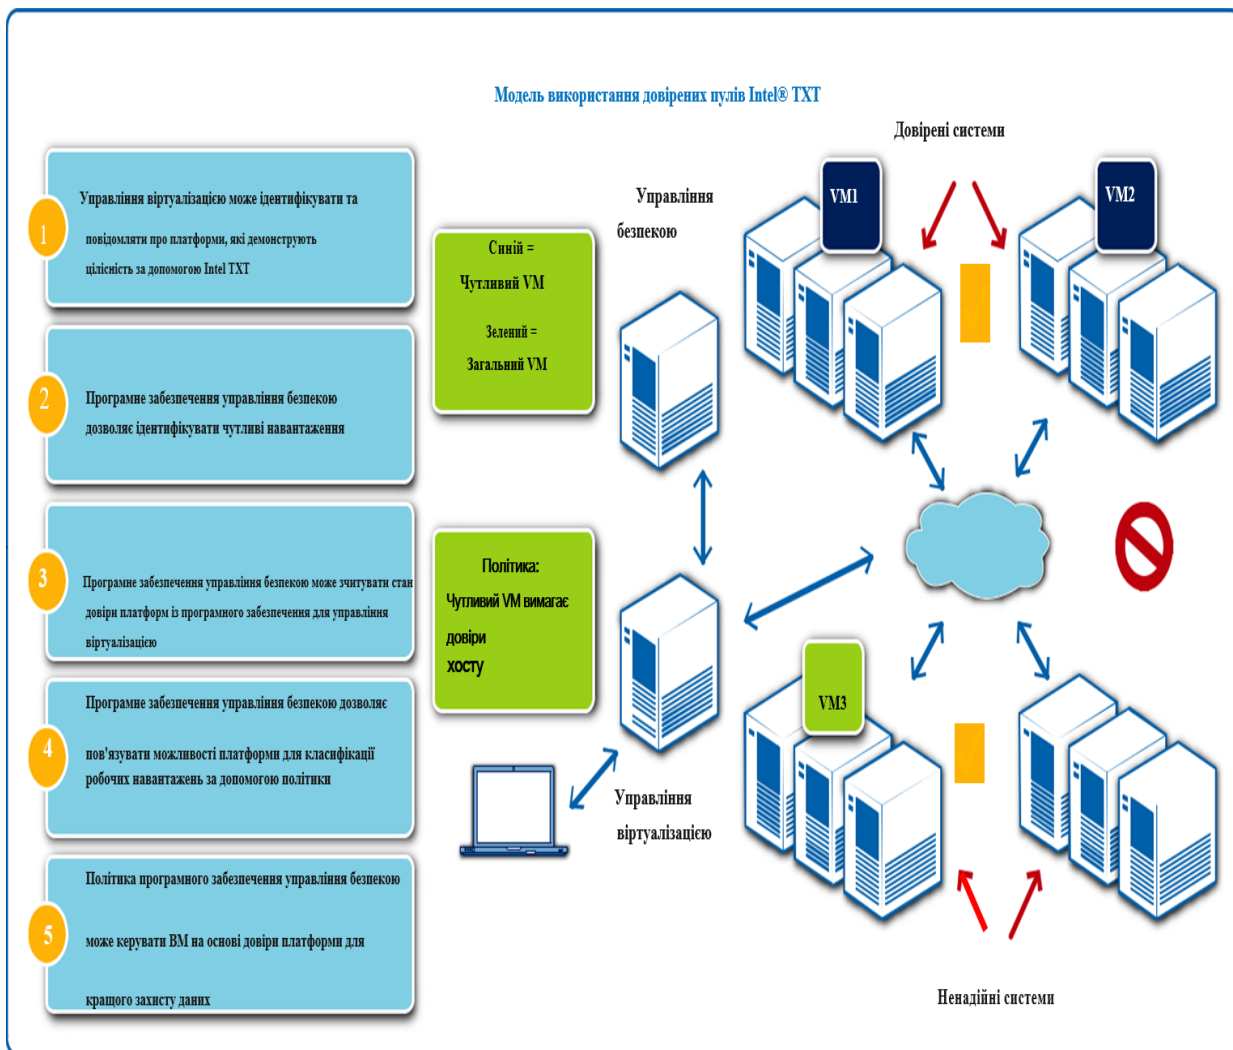 Модель використання довірених пулів Intel® TXT
1
Управління віртуалізацією може ідентифікувати та
повідомляти про платформи, які демонструють
цілісність за допомогою Intel TXT
2
Програмне забезпечення управління безпекою
дозволяє ідентифікувати чутливі навантаження
3
Програмне забезпечення управління безпекою може зчитувати стан
довіри платформ із програмного забезпечення для управління
віртуалізацією
4
Програмне забезпечення управління безпекою дозволяє
пов'язувати можливості платформи для класифікації
робочих навантажень за допомогою політики
5
Політика програмного забезпечення управління безпекою
може керувати ВМ на основі довіри платформи для
кращого захисту даних
Синій =
Чутливий VM
Зелений =
Загальний VM
Політика:
Чутливий VM вимагає
довіри
хосту
Управління
безпекою
Управління
віртуалізацією
Довірені системи
VM1
VM2
VM3
Ненадійні системи